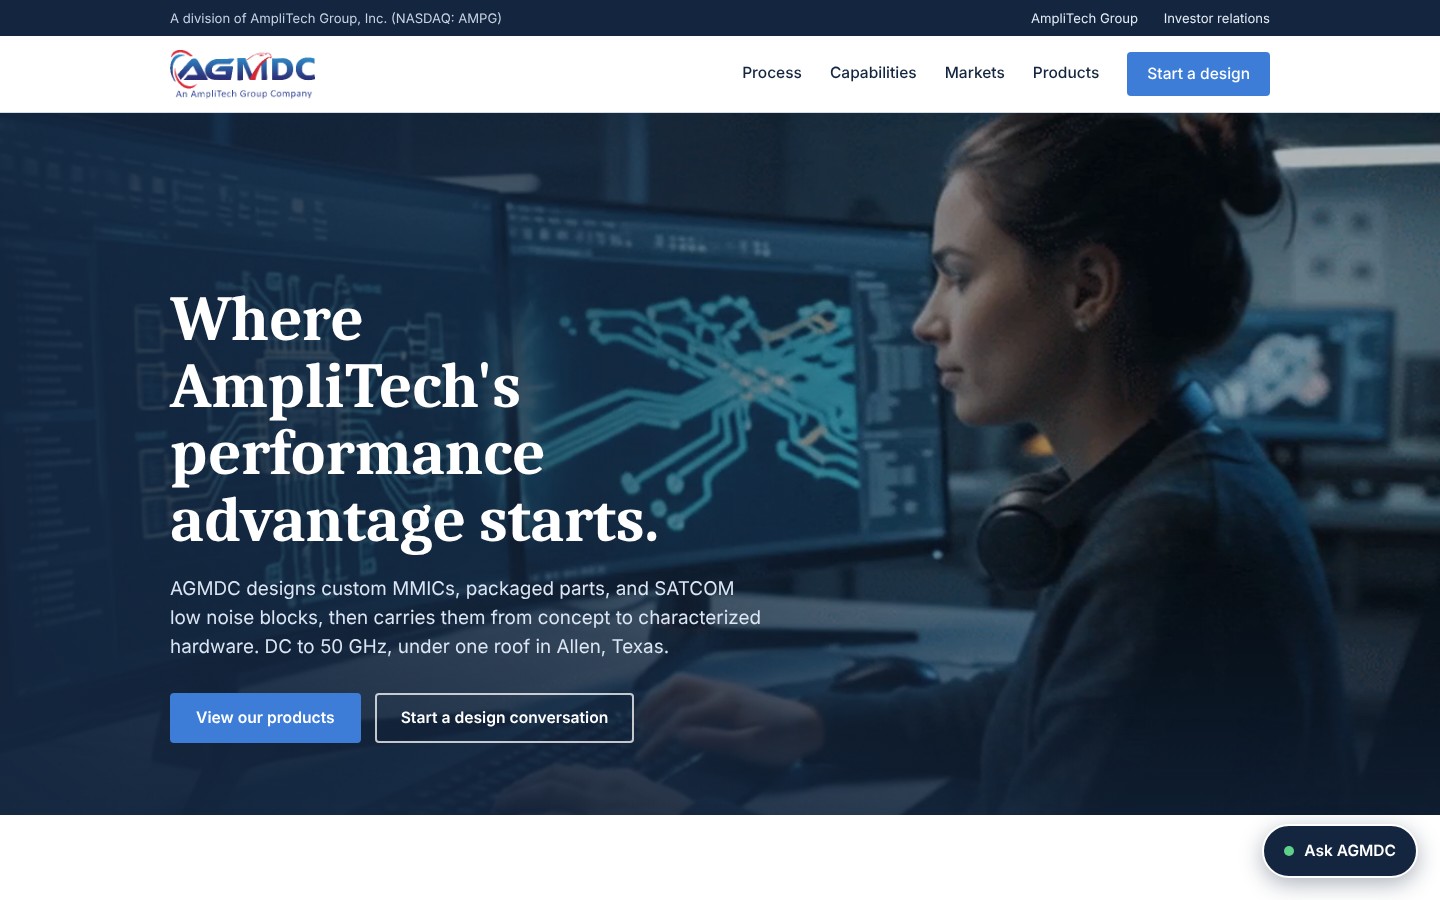 A division of AmpliTech Group, Inc. (NASDAQ: AMPG)
AmpliTech Group
Investor relations
AGMDC
An AmpliTech Group Company
Process
Capabilities
Markets
Products
Start a design
Where
AmpliTech's
performance
advantage starts.
AGMDC designs custom MMICs, packaged parts, and SATCOM
low noise blocks, then carries them from concept to characterized
hardware. DC to 50 GHz, under one roof in Allen, Texas.
View our products
Start a design conversation
Ask AGMDC